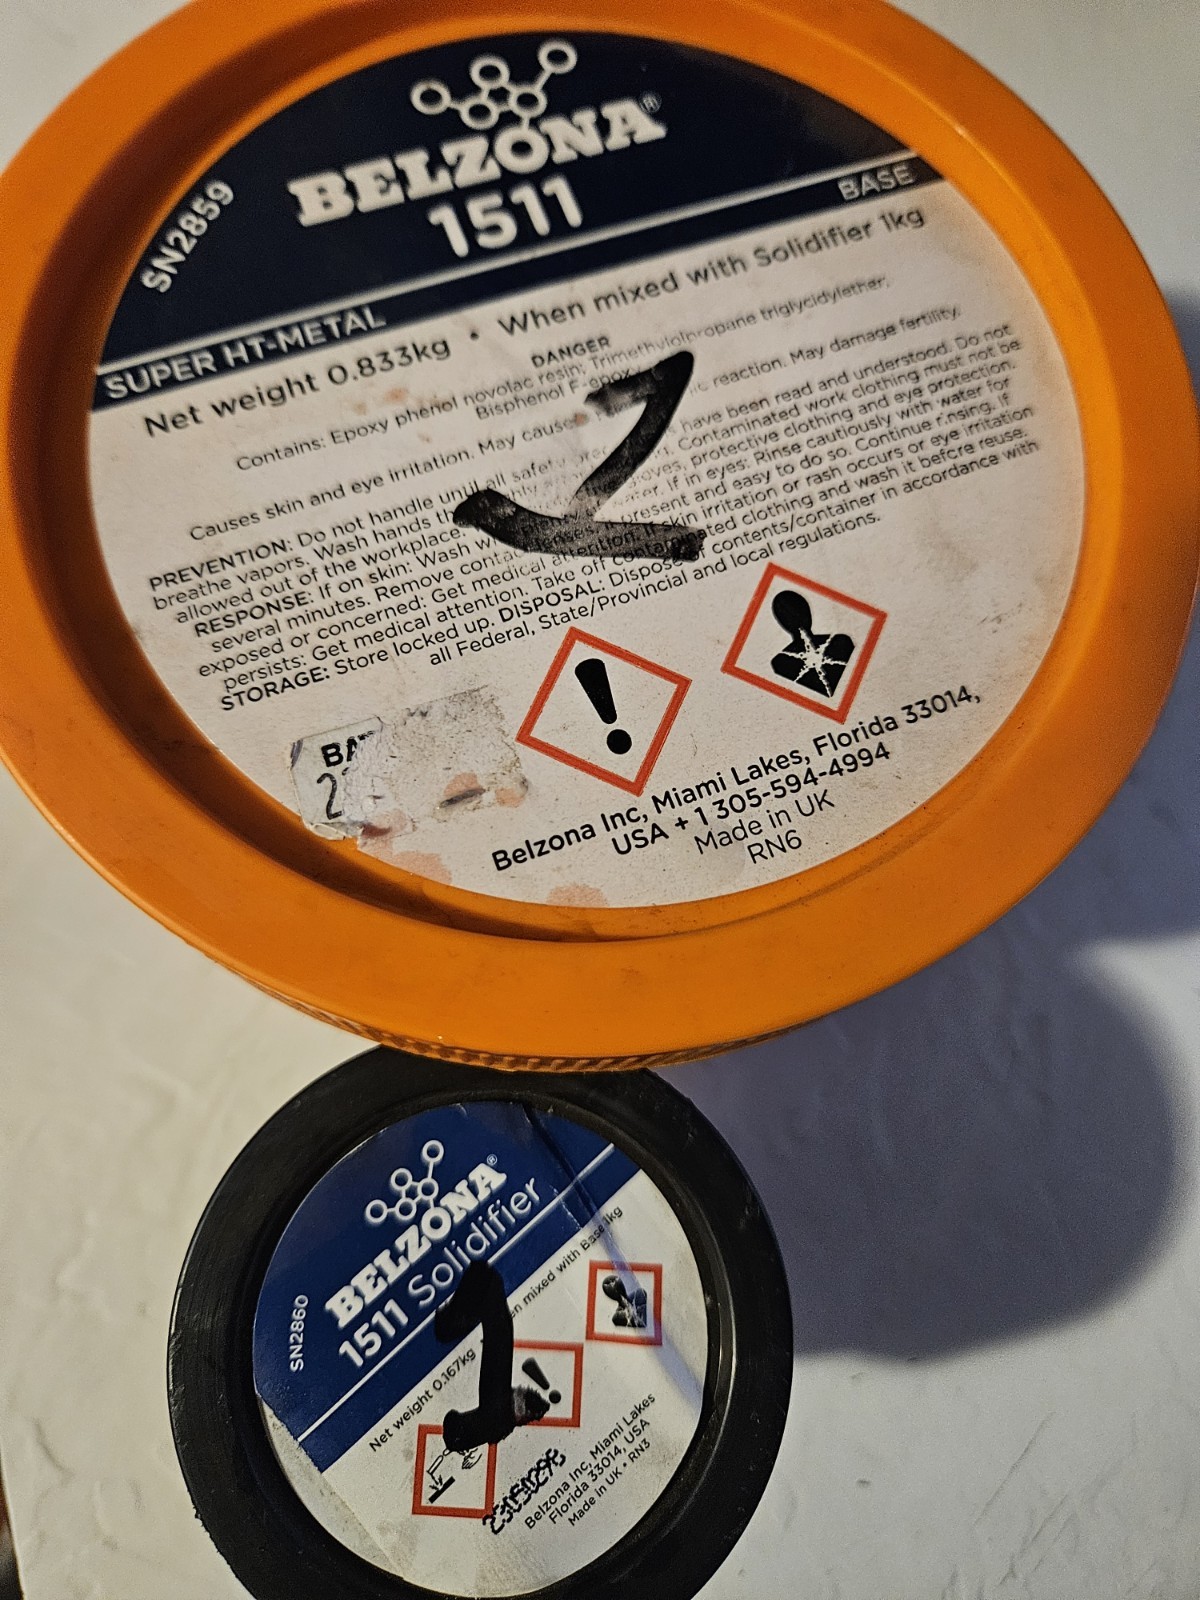 BELZONA®
1511
SN2859
BASE
SUPER HT-METAL
Net weight 0.833kg • When mixed with Solidifier 1kg
DANGER
Contains: Epoxy phenol novolac resin; Trimethylolpropane triglycidylether;
Bisphenol F-epoxy
Causes skin and eye irritation. May cause reaction. May damage fertility.
PREVENTION: Do not handle until all safety have been read and understood. Do not
breathe vapors. Wash hands Contaminated work clothing must not be
allowed out of the workplace. protective clothing and eye protection.
RESPONSE: If on skin: Wash water. If in eyes: Rinse cautiously with water for
several minutes. Remove contact lenses, if present and easy to do so. Continue rinsing. If
exposed or concerned: Get medical attention. If skin irritation or rash occurs or eye irritation
persists: Get medical attention. Take off contaminated clothing and wash it before reuse.
STORAGE: Store locked up. DISPOSAL: Dispose of contents/container in accordance with
all Federal, State/Provincial and local regulations.
2
Belzona Inc, Miami Lakes, Florida 33014,
USA + 1 305-594-4994
Made in UK
RN6
BELZONA®
1511 Solidifier
SN2860
Net weight 0.167kg mixed with Base 1kg
Belzona Inc, Miami Lakes
Florida 33014, USA
Made in UK • RN3